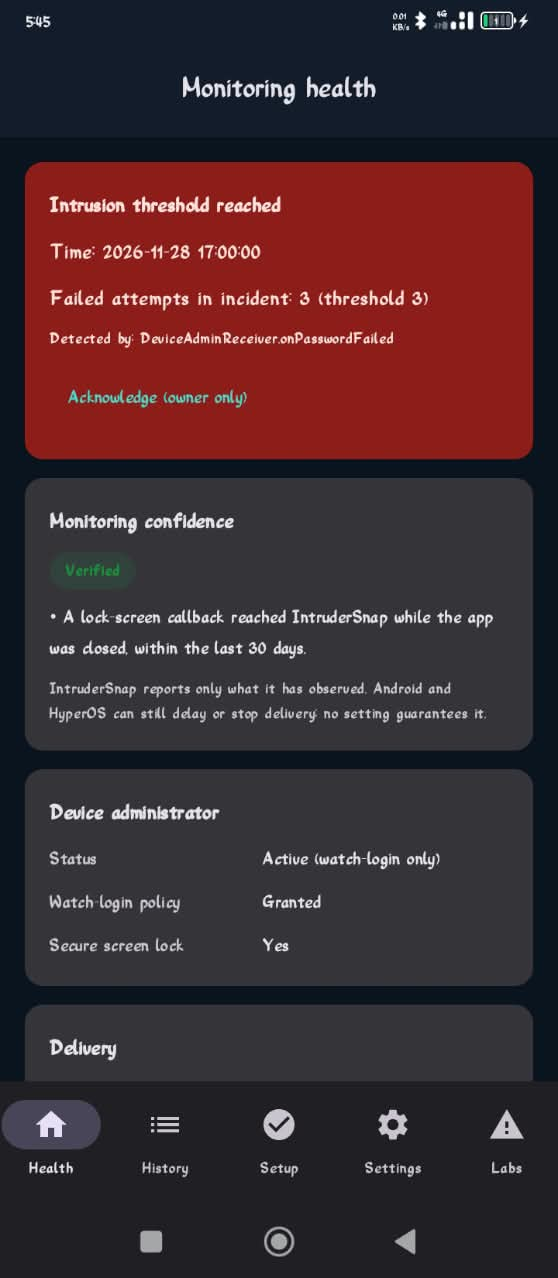 5:45
0.01
KB/s
4G
Monitoring health
Intrusion threshold reached
Time: 2026-11-28 17:00:00
Failed attempts in incident: 3 (threshold 3)
Detected by: DeviceAdminReceiver.onPasswordFailed
Acknowledge (owner only)
Monitoring confidence
Verified
• A lock-screen callback reached IntruderSnap while the app
was closed, within the last 30 days.
IntruderSnap reports only what it has observed. Android and
HyperOS can still delay or stop delivery; no setting guarantees it.
Device administrator
Status Active (watch-login only)
Watch-login policy Granted
Secure screen lock Yes
Delivery
Health History Setup Settings Labs